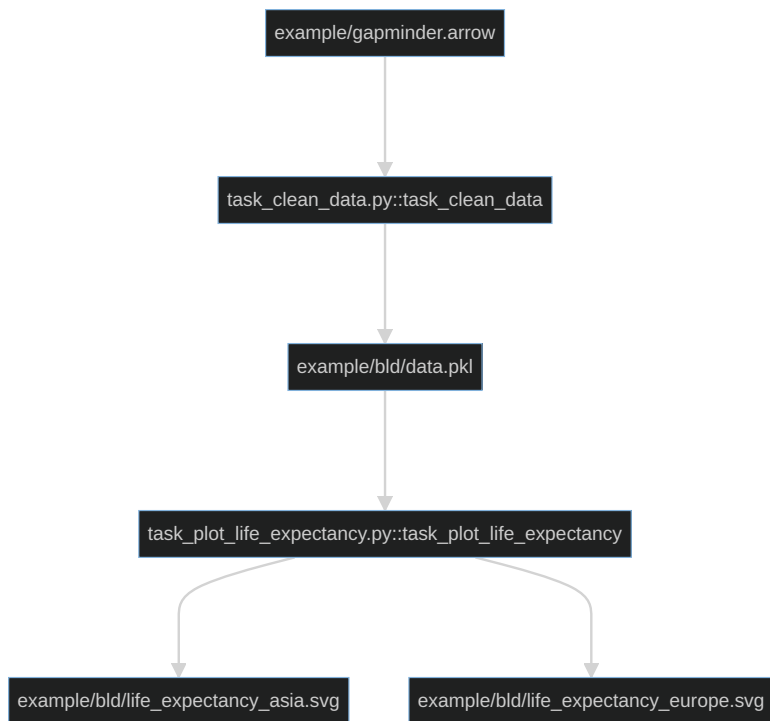 example/gapminder.arrow
task_clean_data.py::task_clean_data
example/bld/data.pkl
task_plot_life_expectancy.py::task_plot_life_expectancy
example/bld/life_expectancy_asia.svg
example/bld/life_expectancy_europe.svg